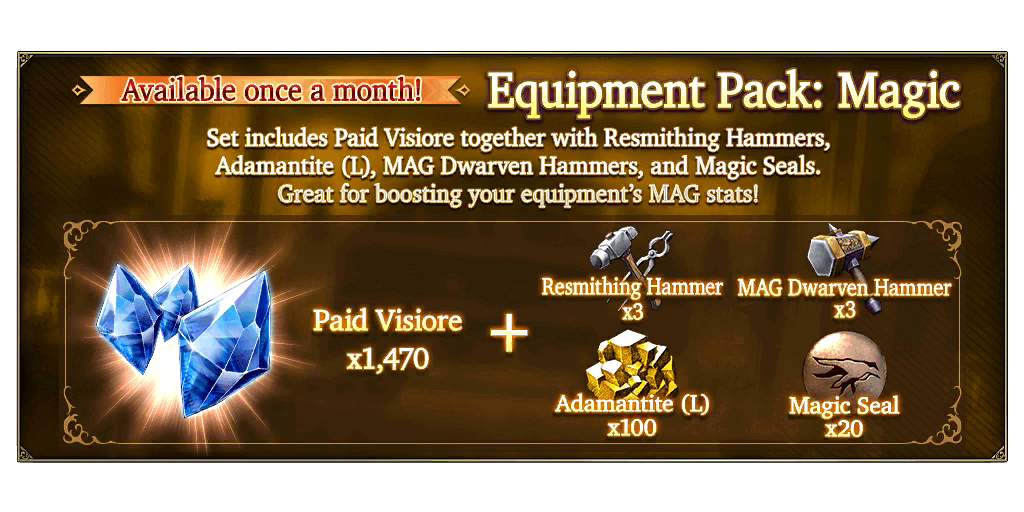 Available once a month!
Equipment Pack: Magic
Set includes Paid Visiore together with Resmithing Hammers,
Adamantite (L), MAG Dwarven Hammers, and Magic Seals.
Great for boosting your equipment's MAG stats!
Paid Visiore
x1,470
+
Resmithing Hammer
x3
MAG Dwarven Hammer
x3
Adamantite (L)
x100
Magic Seal
x20